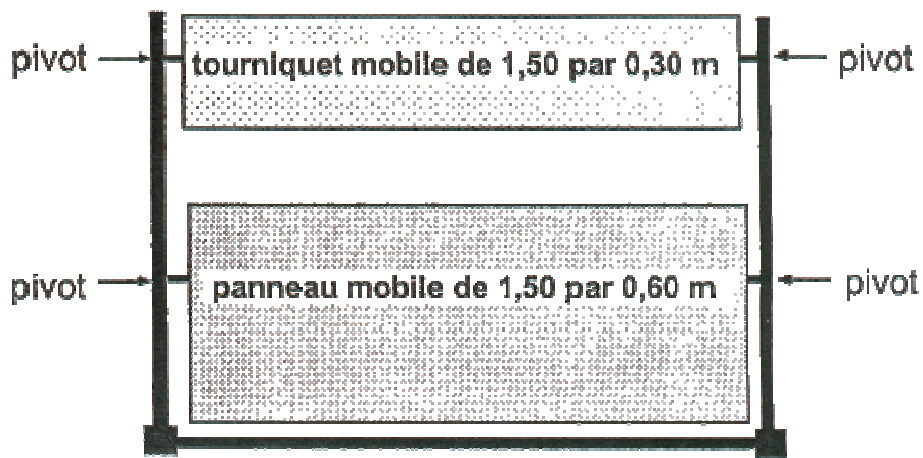 pivot
tourniquet mobile de 1,50 par 0,30 m
pivot
pivot
panneau mobile de 1,50 par 0,60 m
pivot